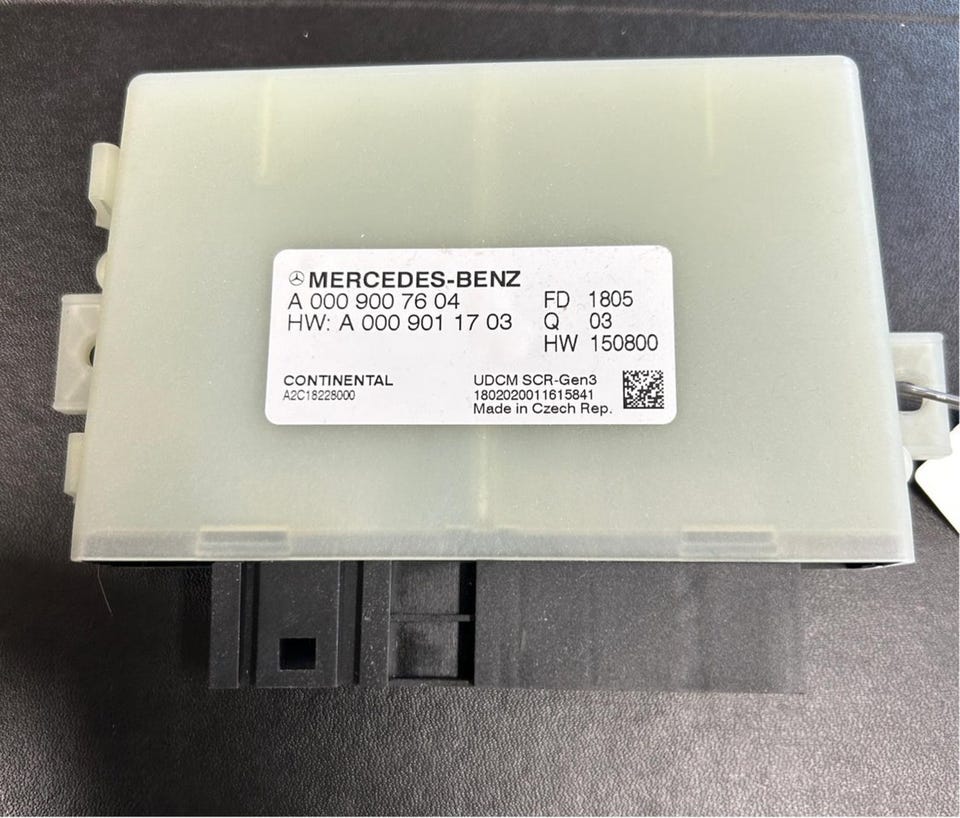 MERCEDES-BENZ
A 000 900 76 04 FD 1805
HW: A 000 901 17 03 Q 03
HW 150800
CONTINENTAL UDCM SCR-Gen3
A2C18228000 1802020011615841
Made in Czech Rep.